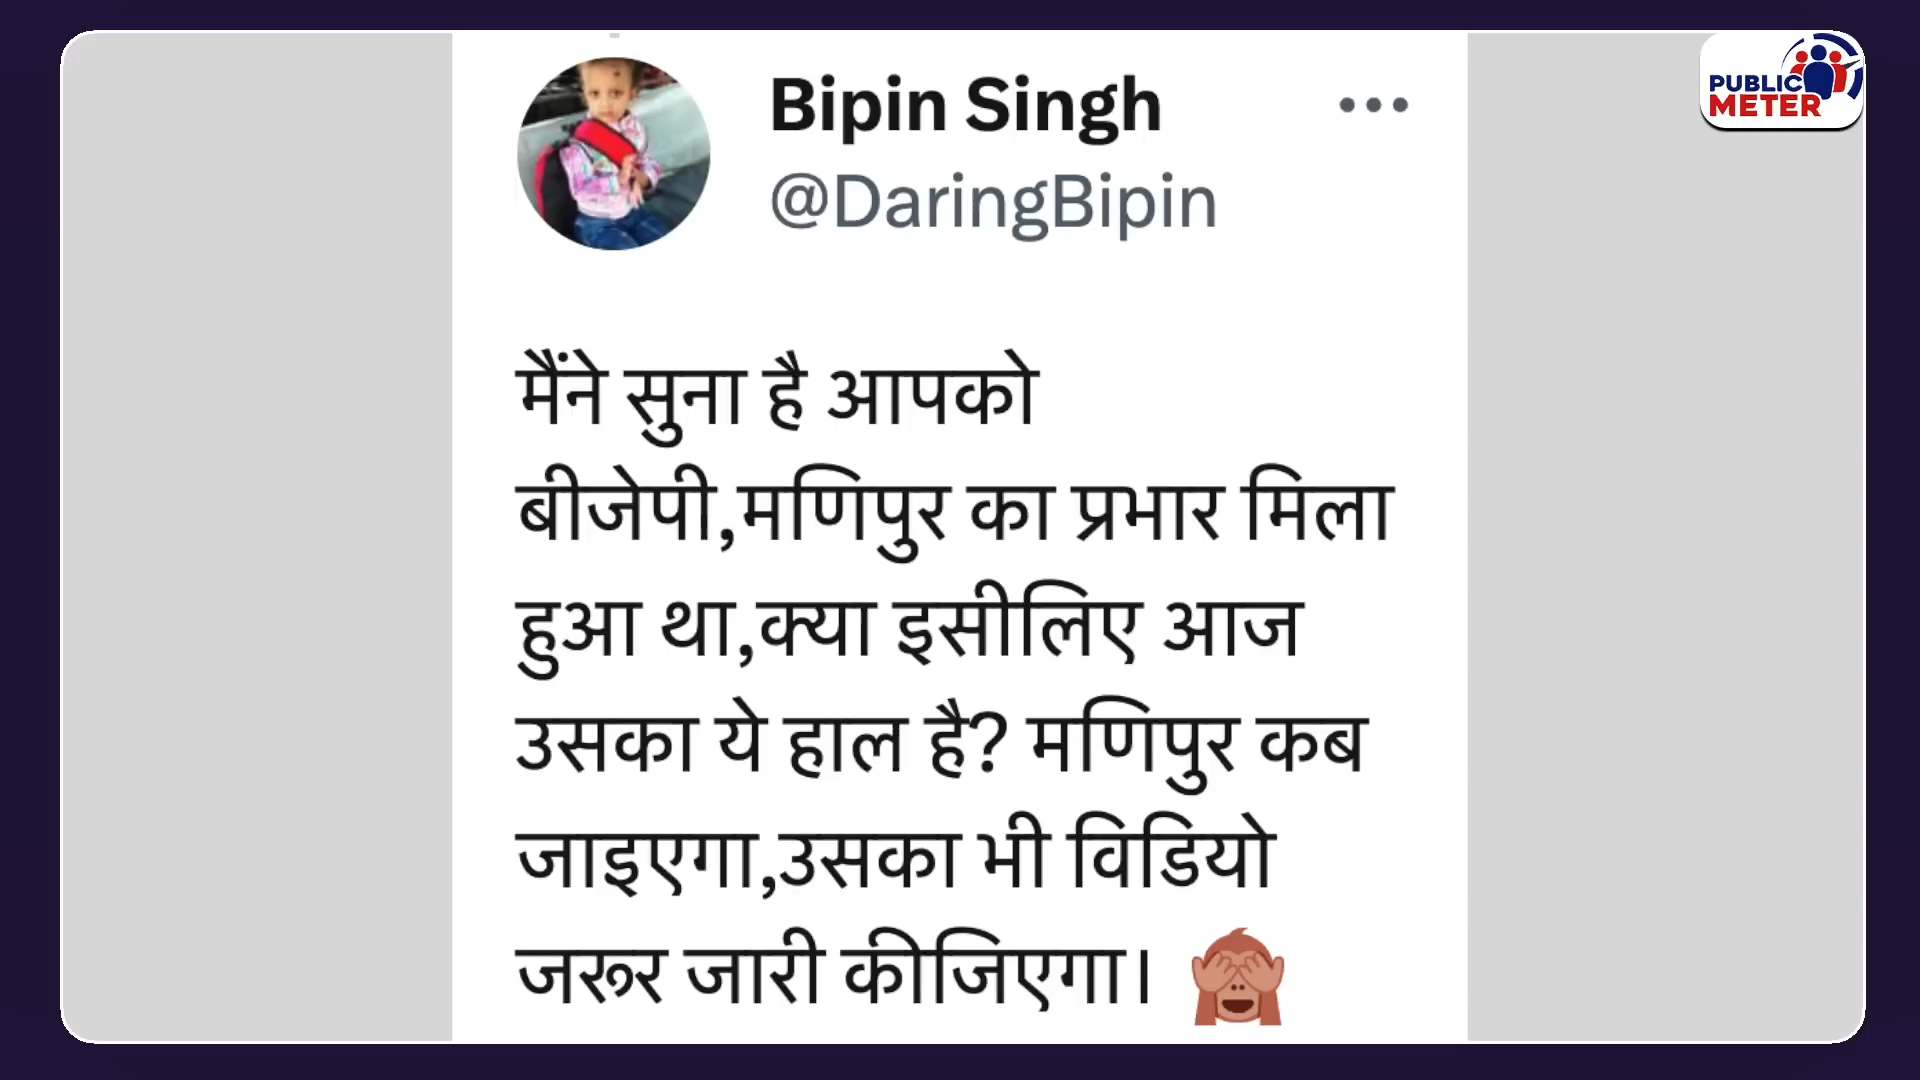 Bipin Singh
@DaringBipin
PUBLIC
METER
मैंने सुना है आपको
बीजेपी,मणिपुर का प्रभार मिला
हुआ था,क्या इसीलिए आज
उसका ये हाल है? मणिपुर कब
जाइएगा,उसका भी विडियो
जरूर जारी कीजिएगा। 🙈